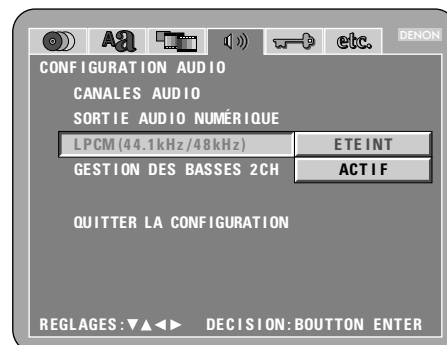 Aa etc. DENON
CONFIGURATION AUDIO
CANALES AUDIO
SORTIE AUDIO NUMÉRIQUE
LPCM (44.1kHz/48kHz) ETEINT
GESTION DES BASSES 2CH ACTIF
QUITTER LA CONFIGURATION
REGLAGES:▼▲◄► DECISION:BOUTTON ENTER